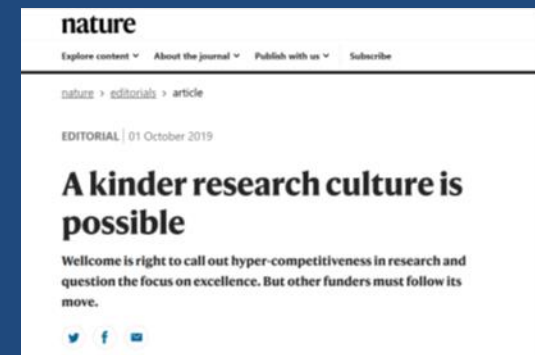 nature
Explore content About the journal Publish with us Subscribe
nature > editorials > article
EDITORIAL | 01 October 2019
A kinder research culture is
possible
Wellcome is right to call out hyper-competitiveness in research and
question the focus on excellence. But other funders must follow its
move.